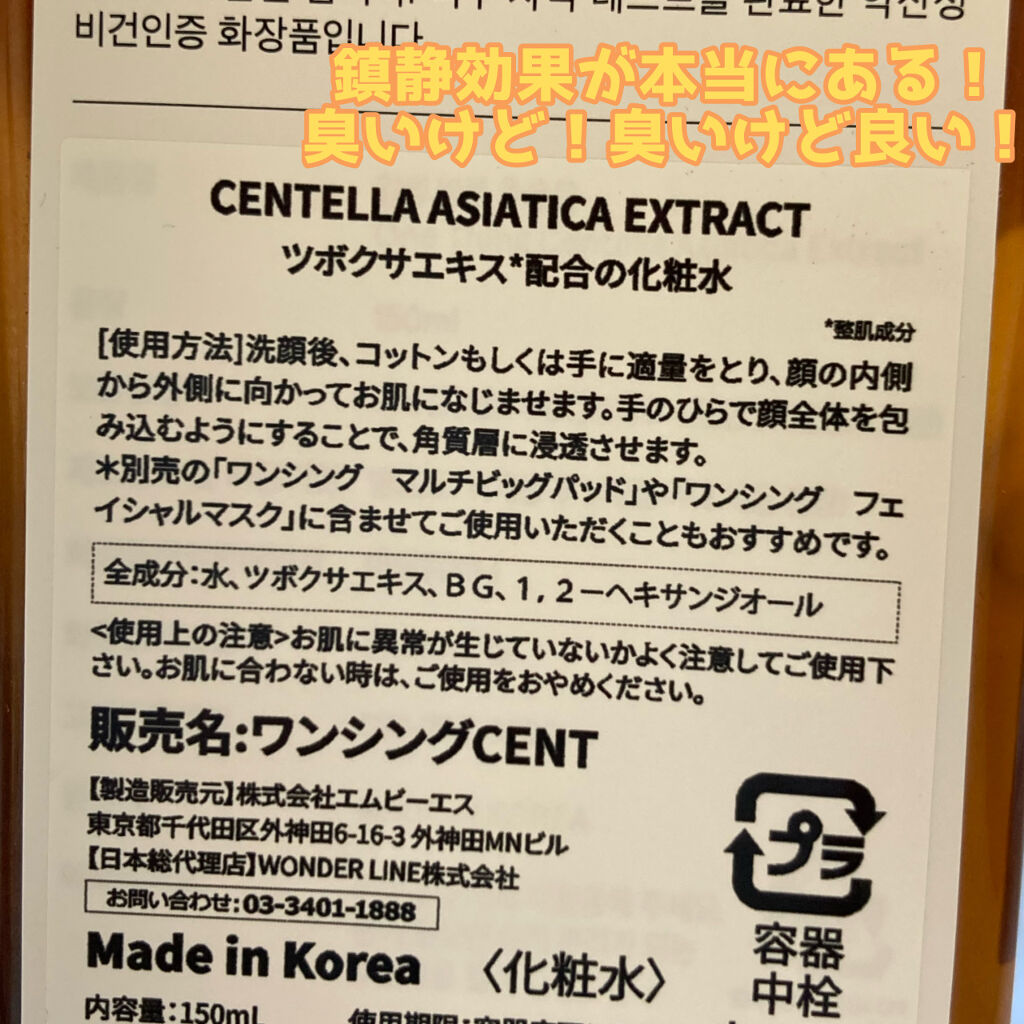 비건인증 화장품입니다
鎮静効果が本当にある！
臭いけど！臭いけど良い！
CENTELLA ASIATICA EXTRACT
ツボクサエキス*配合の化粧水
*整肌成分
[使用方法]洗顔後、コットンもしくは手に適量をとり、顔の内側
から外側に向かってお肌になじませます。手のひらで顔全体を包
み込むようにすることで、角質層に浸透させます。
＊別売の｢ワンシング　マルチビッグパッド｣や｢ワンシング　フェ
イシャルマスク｣に含ませてご使用いただくこともおすすめです。
全成分：水、ツボクサエキス、ＢＧ、１，２－ヘキサンジオール
<使用上の注意>お肌に異常が生じていないかよく注意してご使用下
さい。お肌に合わない時は、ご使用をおやめください。
販売名：ワンシングCENT
【製造販売元】株式会社エムビーエス
東京都千代田区外神田6-16-3 外神田MNビル
【日本総代理店】WONDER LINE株式会社
お問い合わせ：03-3401-1888
Made in Korea　〈化粧水〉
プラ
容器
中栓
内容量：150mL
使用期限：容器